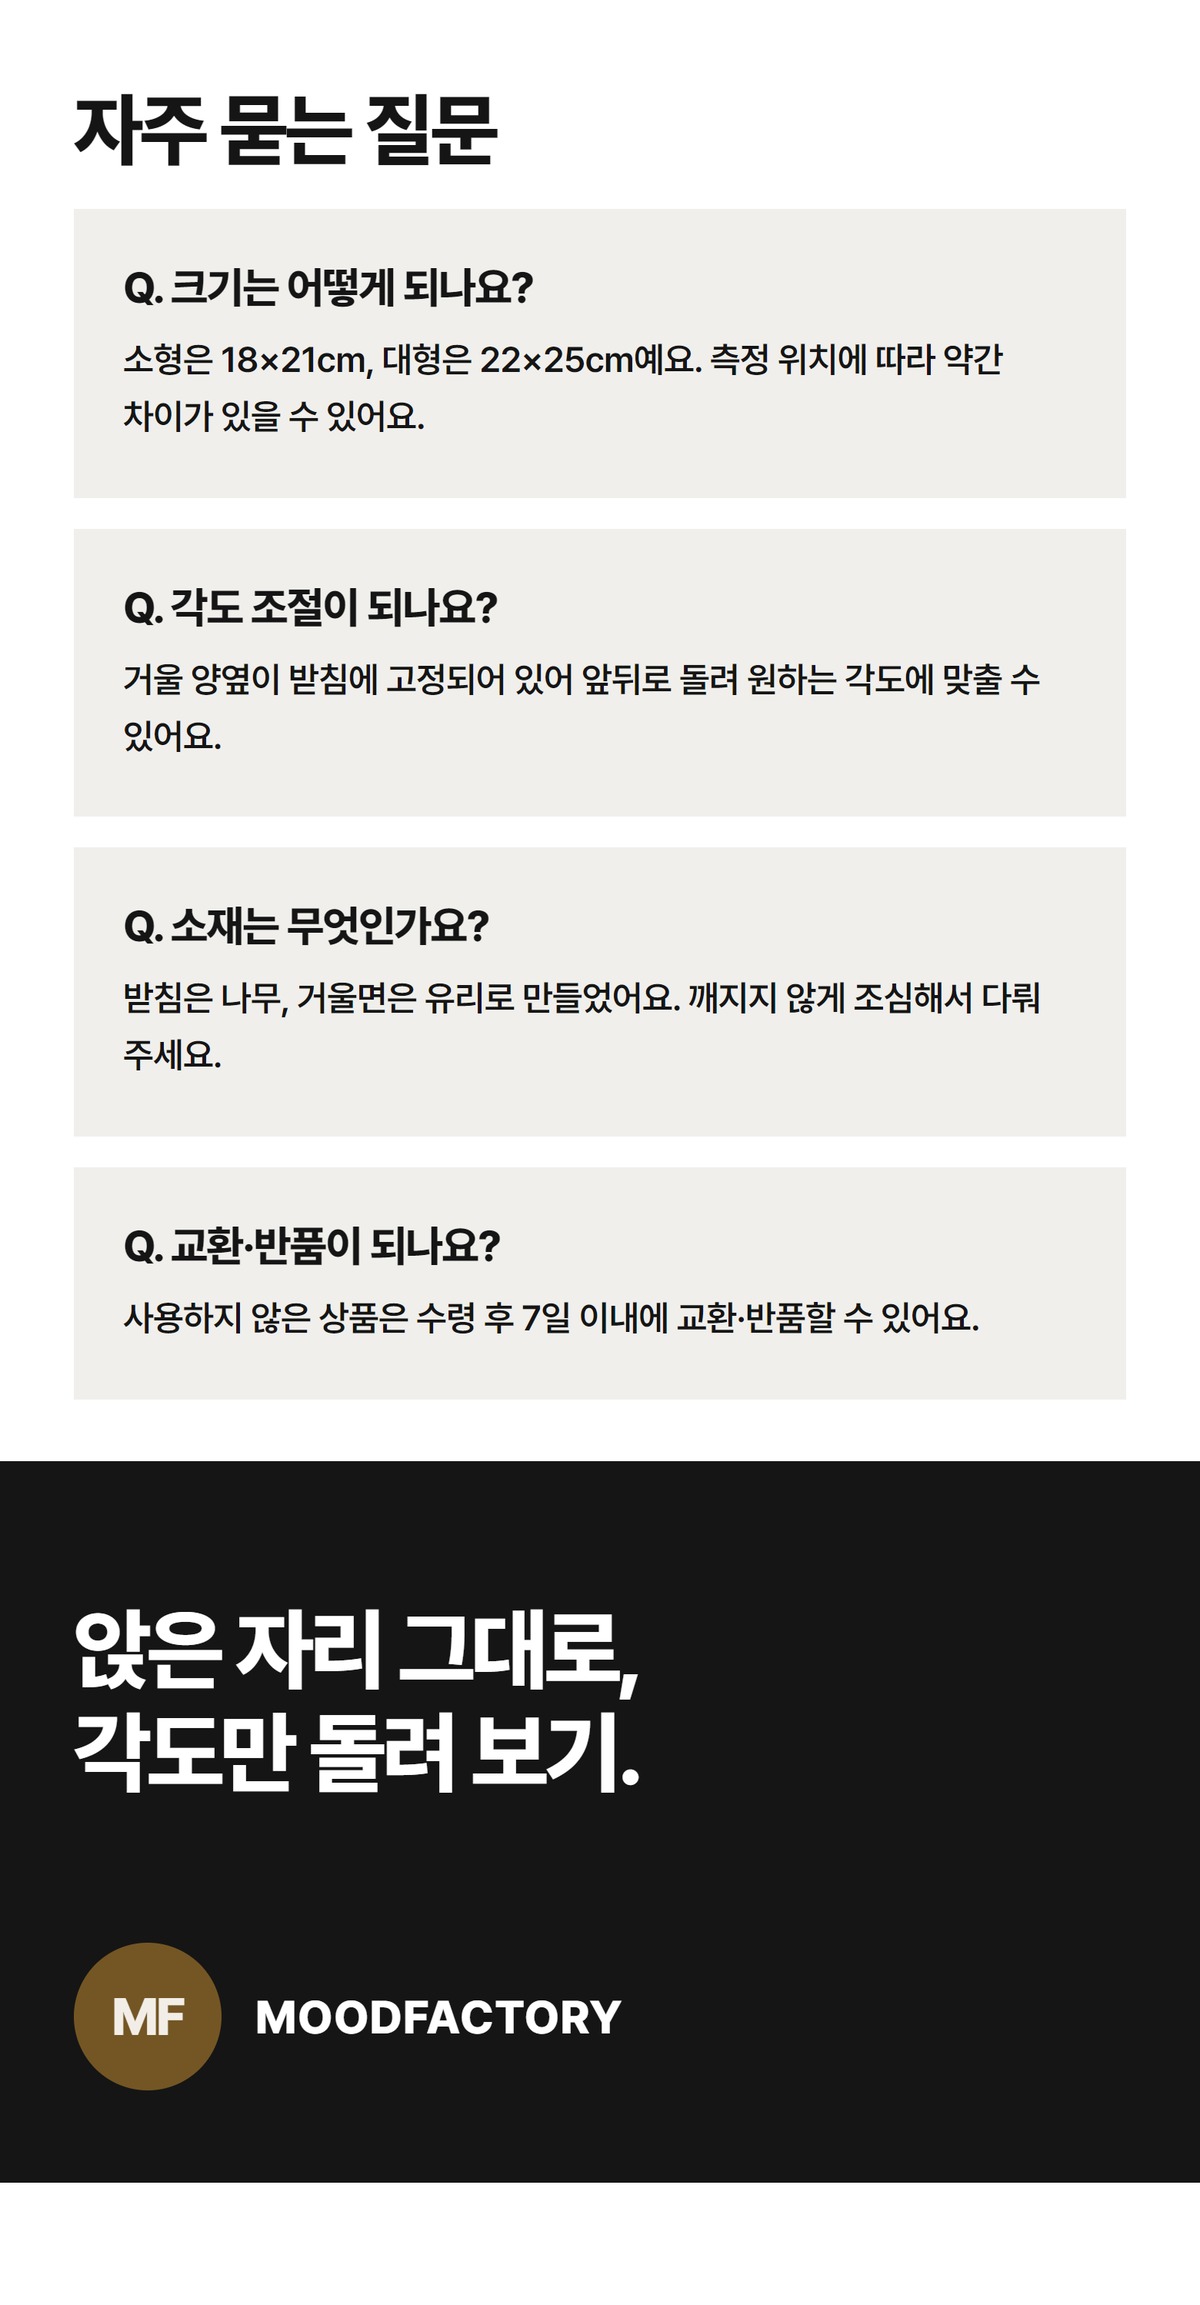 자주 묻는 질문
Q. 크기는 어떻게 되나요?
소형은 18×21cm, 대형은 22×25cm예요. 측정 위치에 따라 약간
차이가 있을 수 있어요.
Q. 각도 조절이 되나요?
거울 양옆이 받침에 고정되어 있어 앞뒤로 돌려 원하는 각도에 맞출 수
있어요.
Q. 소재는 무엇인가요?
받침은 나무, 거울면은 유리로 만들었어요. 깨지지 않게 조심해서 다뤄
주세요.
Q. 교환·반품이 되나요?
사용하지 않은 상품은 수령 후 7일 이내에 교환·반품할 수 있어요.
앉은 자리 그대로,
각도만 돌려 보기.
MF MOODFACTORY